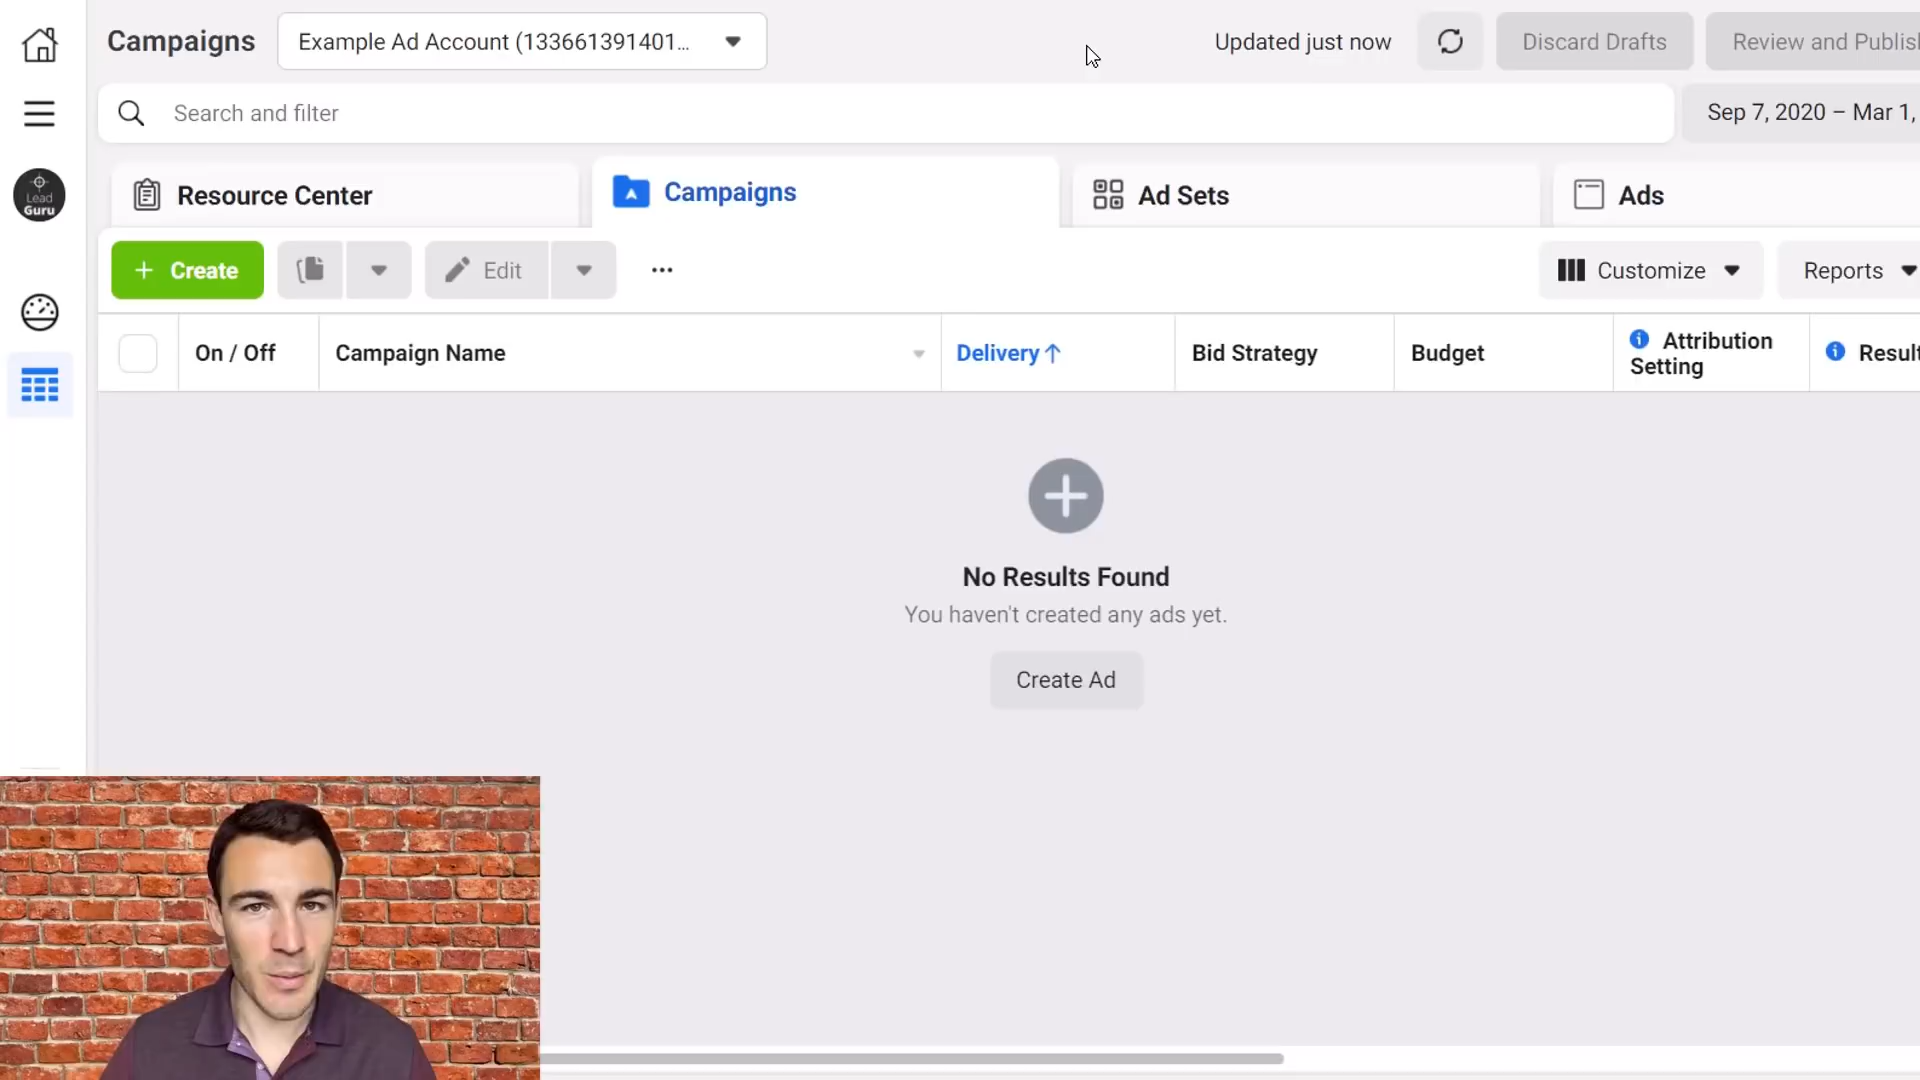 Campaigns
Example Ad Account (133661391401...
Updated just now
Discard Drafts
Review and Publish
Search and filter
Sep 7, 2020 – Mar 1,
Lead
Guru
Resource Center
Campaigns
Ad Sets
Ads
+ Create
Edit
...
Customize
Reports
On / Off
Campaign Name
Delivery ↑
Bid Strategy
Budget
Attribution
Setting
Result
No Results Found
You haven't created any ads yet.
Create Ad